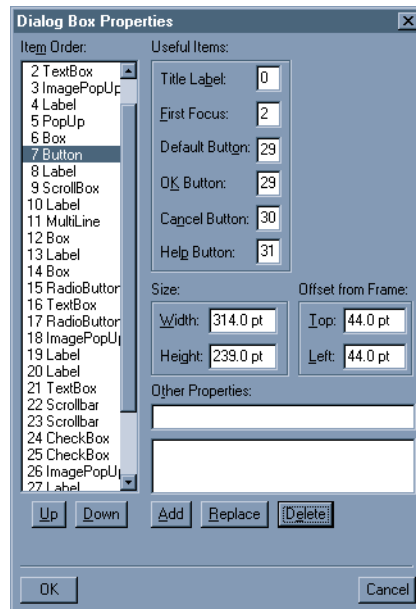 Dialog Box Properties
Item Order:
2 TextBox
3 ImagePopUp
4 Label
5 PopUp
6 Box
7 Button
8 Label
9 ScrollBox
10 Label
11 MultiLine
12 Box
13 Label
14 Box
15 RadioButton
16 TextBox
17 RadioButton
18 ImagePopUp
19 Label
20 Label
21 TextBox
22 Scrollbar
23 Scrollbar
24 CheckBox
25 CheckBox
26 ImagePopUp
27 Label
Up Down
Useful Items:
Title Label: 0
First Focus: 2
Default Button: 29
OK Button: 29
Cancel Button: 30
Help Button: 31
Size:
Width: 314.0 pt
Height: 239.0 pt
Offset from Frame:
Top: 44.0 pt
Left: 44.0 pt
Other Properties:
Add Replace Delete
OK Cancel